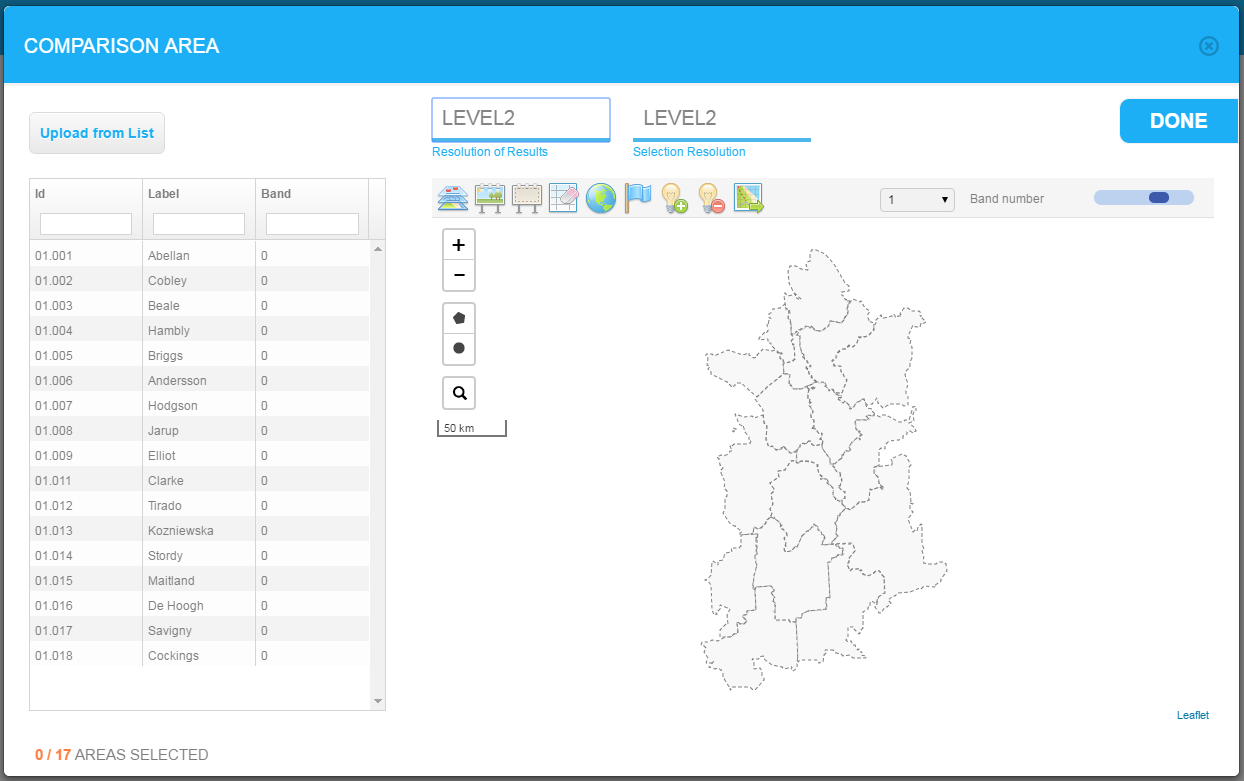 COMPARISON AREA
Upload from List
LEVEL2
Resolution of Results
LEVEL2
Selection Resolution
DONE
1
Band number
Id Label Band
01.001 Abellan 0
01.002 Cobley 0
01.003 Beale 0
01.004 Hambly 0
01.005 Briggs 0
01.006 Andersson 0
01.007 Hodgson 0
01.008 Jarup 0
01.009 Elliot 0
01.011 Clarke 0
01.012 Tirado 0
01.013 Kozniewska 0
01.014 Stordy 0
01.015 Maitland 0
01.016 De Hoogh 0
01.017 Savigny 0
01.018 Cockings 0
+
−
50 km
Leaflet
0 / 17 AREAS SELECTED